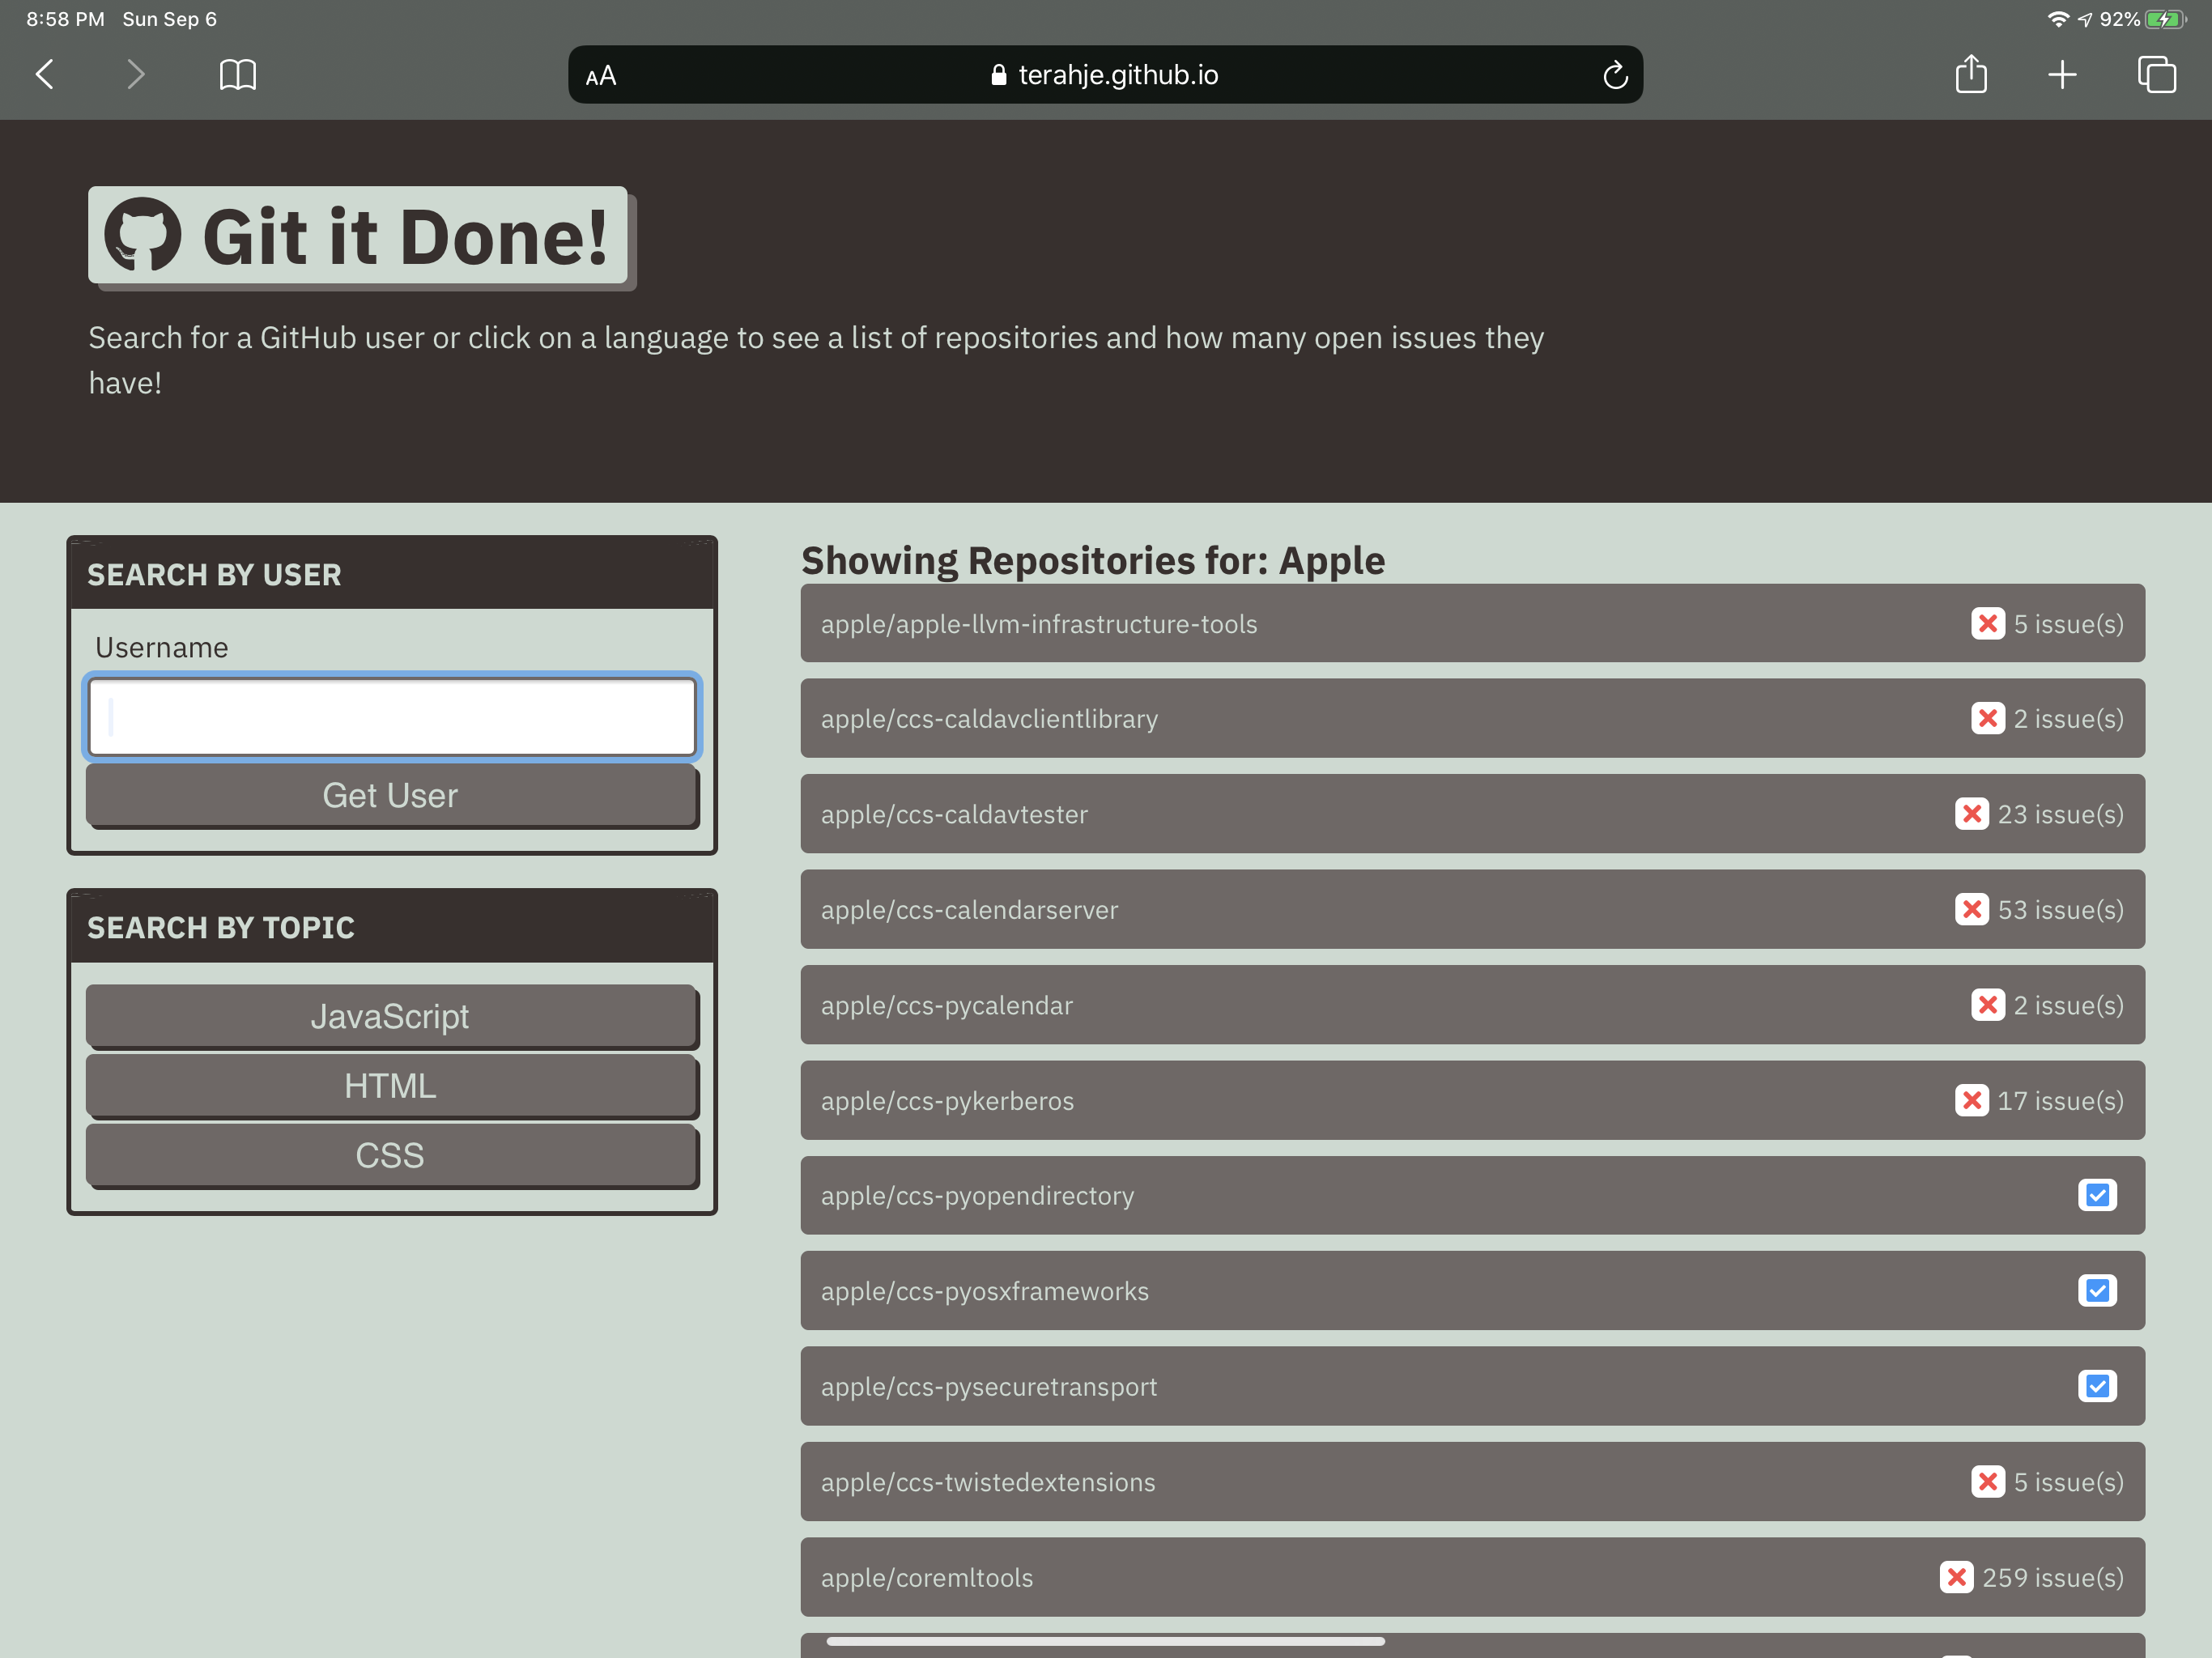 8:58 PM Sun Sep 6
92%
AA
terahje.github.io
Git it Done!
Search for a GitHub user or click on a language to see a list of repositories and how many open issues they
have!
SEARCH BY USER
Username
Get User
SEARCH BY TOPIC
JavaScript
HTML
CSS
Showing Repositories for: Apple
apple/apple-llvm-infrastructure-tools 5 issue(s)
apple/ccs-caldavclientlibrary 2 issue(s)
apple/ccs-caldavtester 23 issue(s)
apple/ccs-calendarserver 53 issue(s)
apple/ccs-pycalendar 2 issue(s)
apple/ccs-pykerberos 17 issue(s)
apple/ccs-pyopendirectory
apple/ccs-pyosxframeworks
apple/ccs-pysecuretransport
apple/ccs-twistedextensions 5 issue(s)
apple/coremltools 259 issue(s)